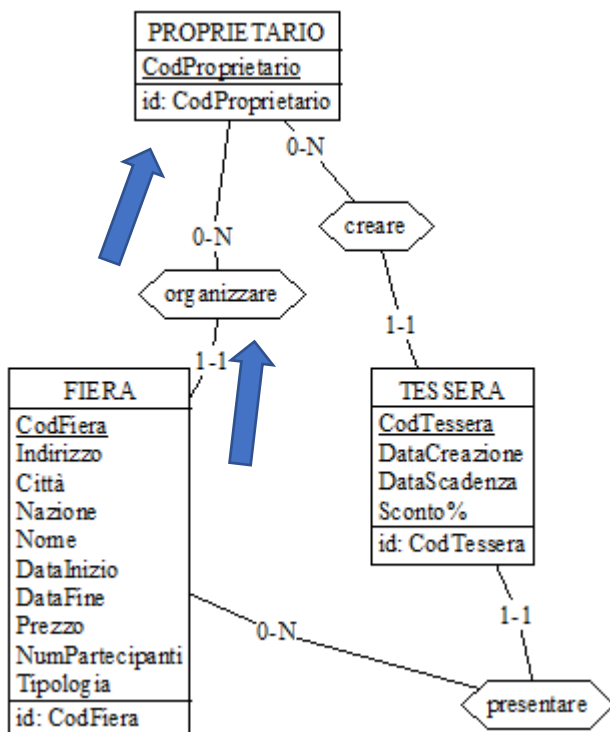 PROPRIETARIO
CodProprietario
id: CodProprietario
0-N
creare
0-N
organizzare
1-1
1-1
FIERA
CodFiera
Indirizzo
Città
Nazione
Nome
DataInizio
DataFine
Prezzo
NumPartecipanti
Tipologia
id: CodFiera
TESSERA
CodTessera
DataCreazione
DataScadenza
Sconto%
id: CodTessera
0-N
1-1
presentare